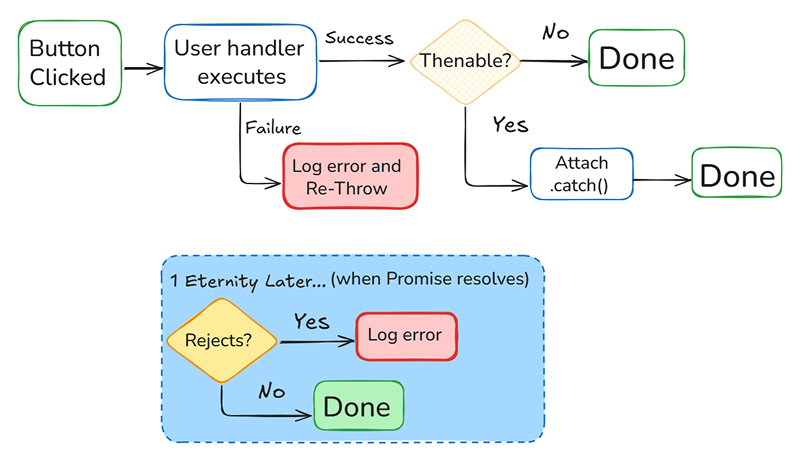 Button
Clicked
User handler
executes
Success
Thenable?
No
Done
Failure
Log error and
Re-Throw
Yes
Attach
.catch()
Done
1 Eternity Later... (when Promise resolves)
Rejects?
Yes
Log error
No
Done